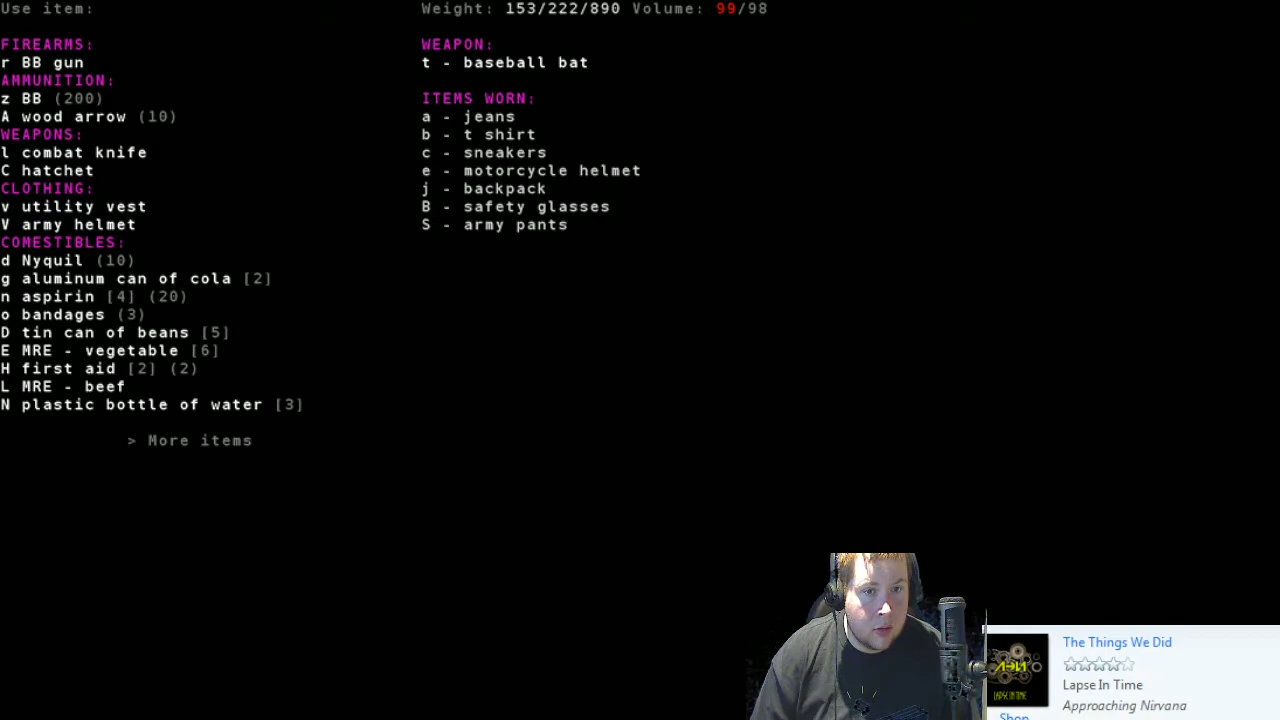 Use item:
Weight: 153/222/890 Volume: 99/98
FIREARMS:
r BB gun
AMMUNITION:
z BB (200)
A wood arrow (10)
WEAPONS:
l combat knife
C hatchet
CLOTHING:
v utility vest
V army helmet
COMESTIBLES:
d Nyquil (10)
g aluminum can of cola [2]
n aspirin [4] (20)
o bandages (3)
D tin can of beans [5]
E MRE - vegetable [6]
H first aid [2] (2)
L MRE - beef
N plastic bottle of water [3]
> More items
WEAPON:
t - baseball bat
ITEMS WORN:
a - jeans
b - t shirt
c - sneakers
e - motorcycle helmet
j - backpack
B - safety glasses
S - army pants
The Things We Did
Lapse In Time
Approaching Nirvana
LAPSE IN TIME
Shop